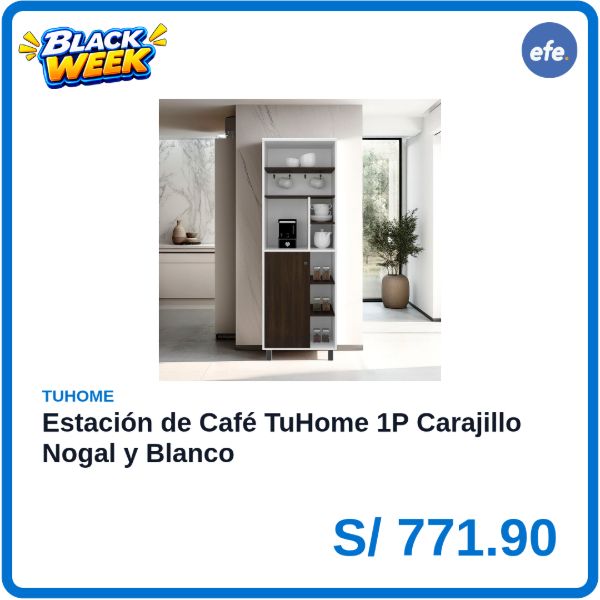 BLACK
WEEK
efe.
TUHOME
Estación de Café TuHome 1P Carajillo
Nogal y Blanco
S/ 771.90